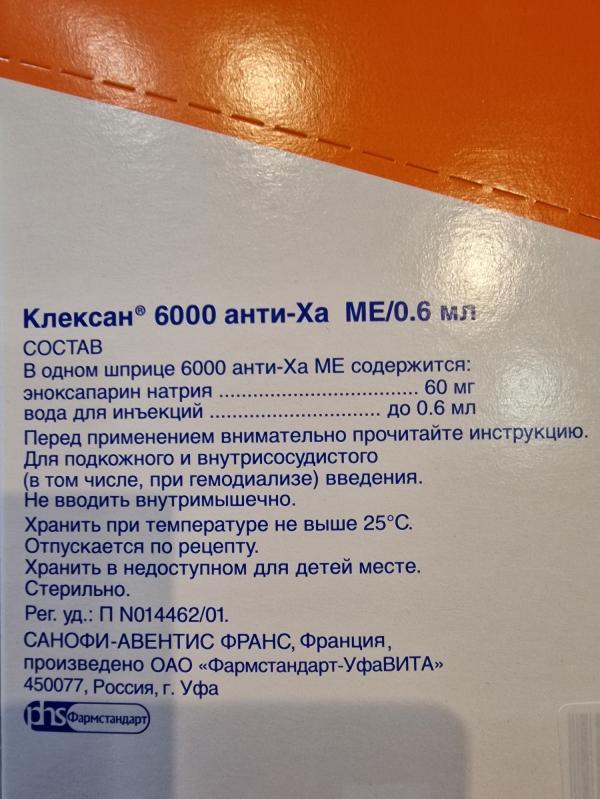 Клексан® 6000 анти-Ха МЕ/0.6 мл
СОСТАВ
В одном шприце 6000 анти-Ха МЕ содержится:
эноксапарин натрия .................................. 60 мг
вода для инъекций ............................. до 0.6 мл
Перед применением внимательно прочитайте инструкцию.
Для подкожного и внутрисосудистого
(в том числе, при гемодиализе) введения.
Не вводить внутримышечно.
Хранить при температуре не выше 25°С.
Отпускается по рецепту.
Хранить в недоступном для детей месте.
Стерильно.
Рег. уд.: П N014462/01.
САНОФИ-АВЕНТИС ФРАНС, Франция,
произведено ОАО «Фармстандарт-УфаВИТА»
450077, Россия, г. Уфа
phs Фармстандарт